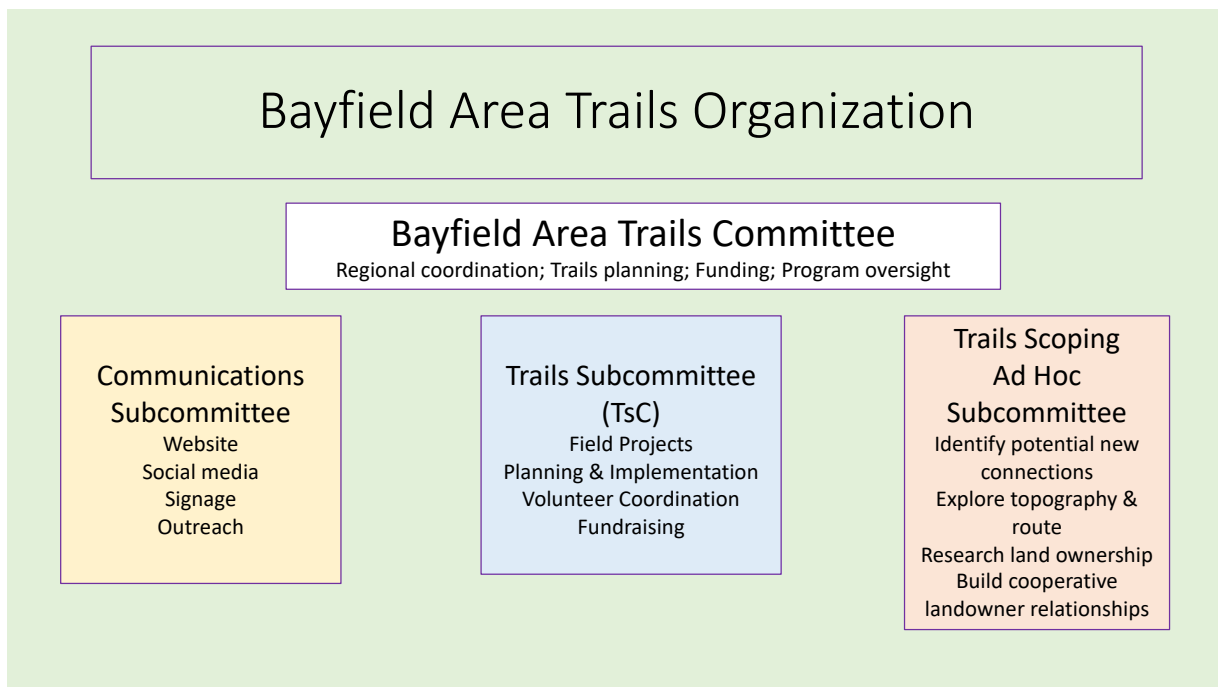 Bayfield Area Trails Organization
Bayfield Area Trails Committee
Regional coordination; Trails planning; Funding; Program oversight
Communications
Subcommittee
Website
Social media
Signage
Outreach
Trails Subcommittee
(TsC)
Field Projects
Planning & Implementation
Volunteer Coordination
Fundraising
Trails Scoping
Ad Hoc
Subcommittee
Identify potential new
connections
Explore topography &
route
Research land ownership
Build cooperative
landowner relationships